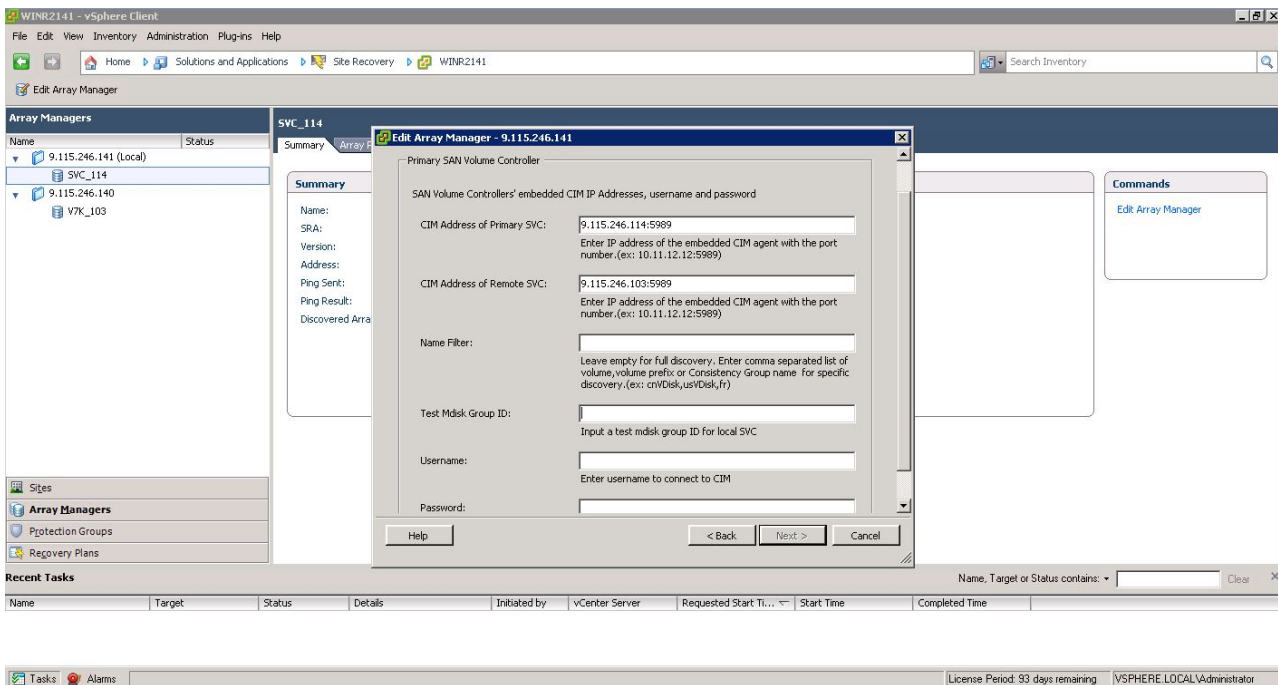 WINR2141 - vSphere Client
File Edit View Inventory Administration Plug-ins Help
Home Solutions and Applications Site Recovery WINR2141
Search Inventory
Edit Array Manager
Array Managers
Name Status
9.115.246.141 (Local)
SVC_114
9.115.246.140
V7K_103
Sites
Array Managers
Protection Groups
Recovery Plans
SVC_114
Summary Array P
Summary
Name:
SRA:
Version:
Address:
Ping Sent:
Ping Result:
Discovered Arra
Edit Array Manager - 9.115.246.141
Primary SAN Volume Controller
SAN Volume Controllers' embedded CIM IP Addresses, username and password
CIM Address of Primary SVC: 9.115.246.114:5989
Enter IP address of the embedded CIM agent with the port
number.(ex: 10.11.12.12:5989)
CIM Address of Remote SVC: 9.115.246.103:5989
Enter IP address of the embedded CIM agent with the port
number.(ex: 10.11.12.12:5989)
Name Filter:
Leave empty for full discovery. Enter comma separated list of
volume,volume prefix or Consistency Group name for specific
discovery.(ex: cnVDisk,usVDisk,fr)
Test Mdisk Group ID:
Input a test mdisk group ID for local SVC
Username:
Enter username to connect to CIM
Password:
Help < Back Next > Cancel
Commands
Edit Array Manager
Recent Tasks
Name, Target or Status contains: Clear
Name Target Status Details Initiated by vCenter Server Requested Start Ti... Start Time Completed Time
Tasks Alarms
License Period: 93 days remaining VSPHERE.LOCAL\Administrator